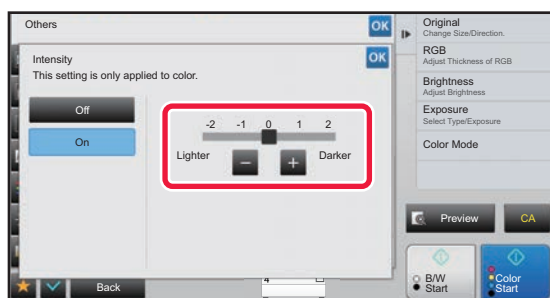 Others
OK
Intensity
OK
This setting is only applied to color.
Off
On
-2 -1 0 1 2
Lighter
−
+
Darker
Back
4
Original
Change Size/Direction.
RGB
Adjust Thickness of RGB
Brightness
Adjust Brightness
Exposure
Select Type/Exposure
Color Mode
Preview
CA
B/W
Start
Color
Start